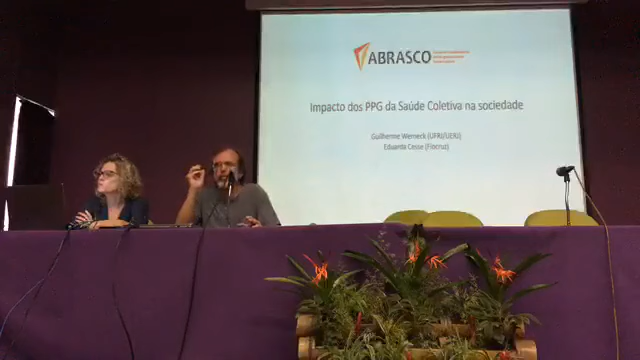 ABRASCO
Impacto dos PPG da Saúde Coletiva na sociedade
Guilherme Werneck (UFRJ/UERJ)
Eduarda Cesse (Fiocruz)